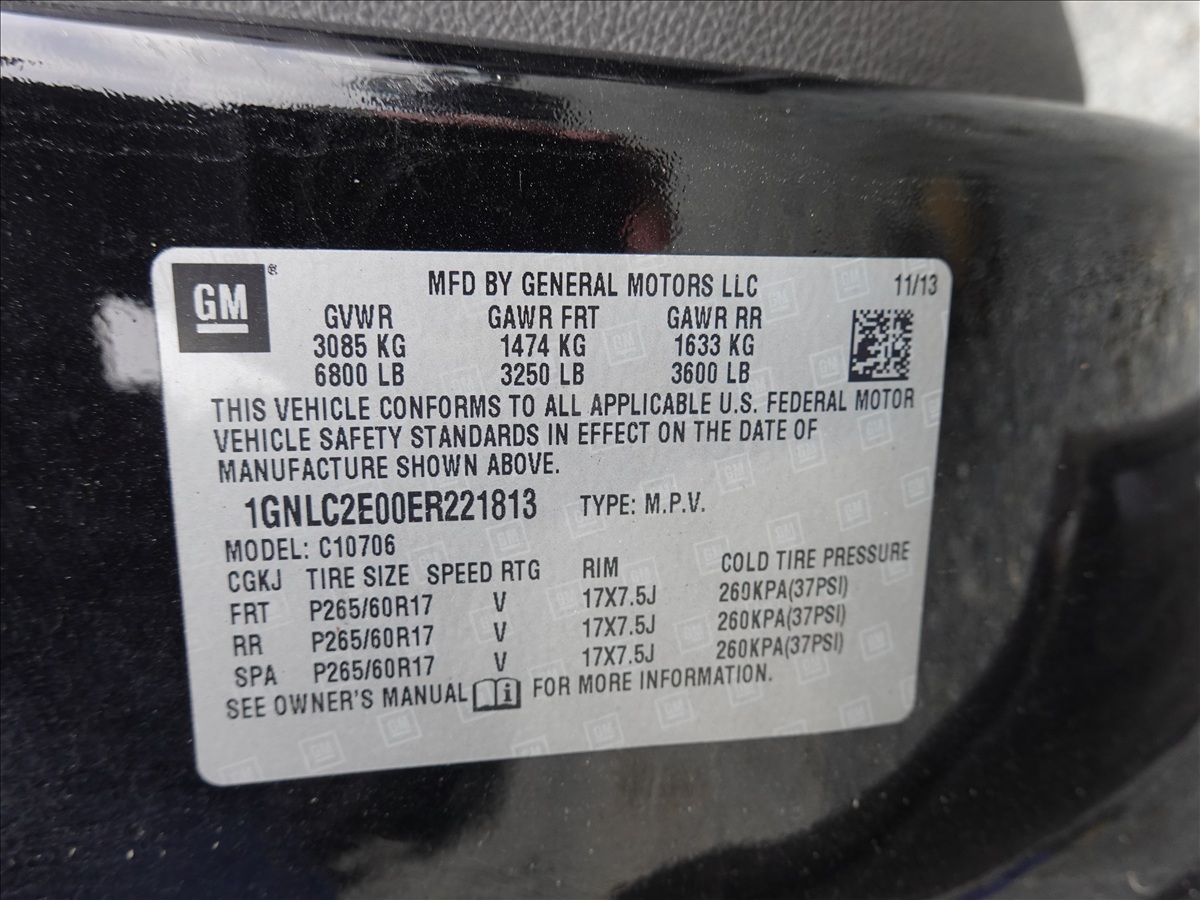 GM ® MFD BY GENERAL MOTORS LLC 11/13
GVWR GAWR FRT GAWR RR
3085 KG 1474 KG 1633 KG
6800 LB 3250 LB 3600 LB
THIS VEHICLE CONFORMS TO ALL APPLICABLE U.S. FEDERAL MOTOR
VEHICLE SAFETY STANDARDS IN EFFECT ON THE DATE OF
MANUFACTURE SHOWN ABOVE.
1GNLC2E00ER221813 TYPE: M.P.V.
MODEL: C10706
CGKJ TIRE SIZE SPEED RTG RIM COLD TIRE PRESSURE
FRT P265/60R17 V 17X7.5J 260KPA(37PSI)
RR P265/60R17 V 17X7.5J 260KPA(37PSI)
SPA P265/60R17 V 17X7.5J 260KPA(37PSI)
SEE OWNER'S MANUAL i FOR MORE INFORMATION.